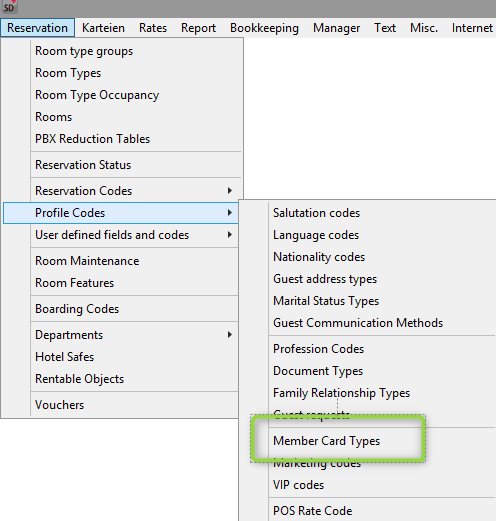 SD
Reservation Karteien Rates Report Bookkeeping Manager Text Misc. Internet
Room type groups
Room Types
Room Type Occupancy
Rooms
PBX Reduction Tables
Reservation Status
Reservation Codes
Profile Codes
User defined fields and codes
Room Maintenance
Room Features
Boarding Codes
Departments
Hotel Safes
Rentable Objects
Vouchers
Salutation codes
Language codes
Nationality codes
Guest address types
Marital Status Types
Guest Communication Methods
Profession Codes
Document Types
Family Relationship Types
Guest requests
Member Card Types
Marketing codes
VIP codes
POS Rate Code